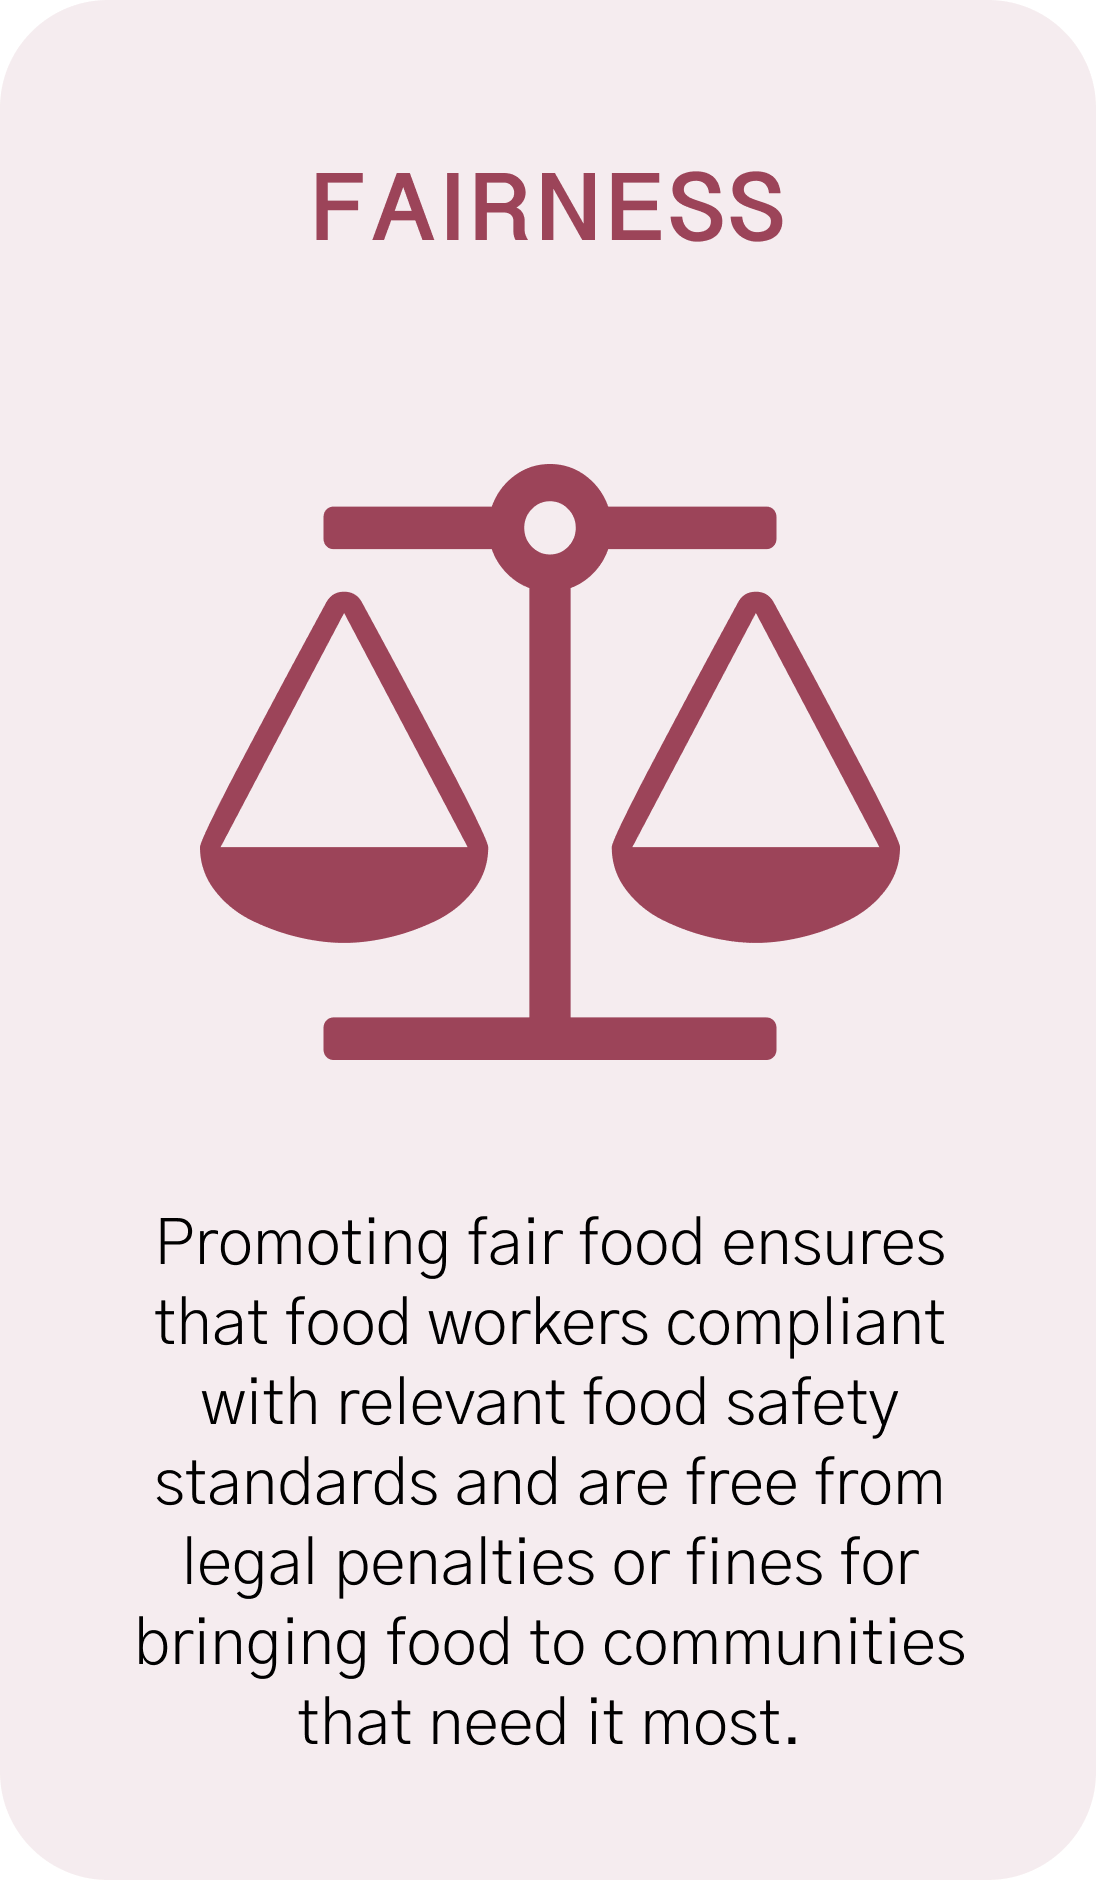 FAIRNESS
Promoting fair food ensures
that food workers compliant
with relevant food safety
standards and are free from
legal penalties or fines for
bringing food to communities
that need it most.